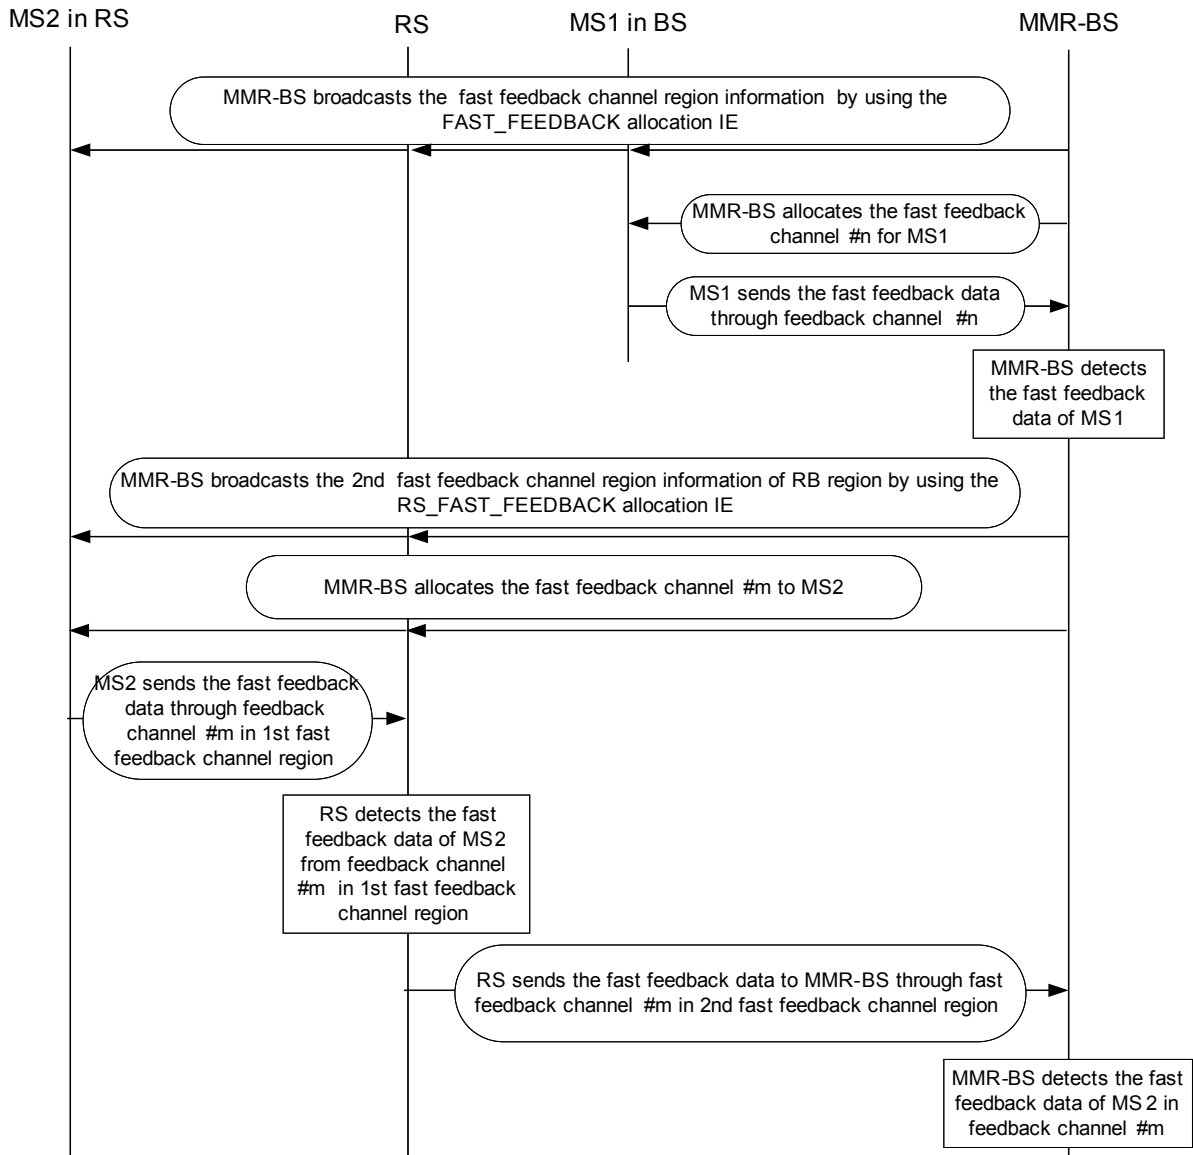 MS2 in RS
RS
MS1 in BS
MMR-BS
MMR-BS broadcasts the fast feedback channel region information by using the
FAST_FEEDBACK allocation IE
MMR-BS allocates the fast feedback
channel #n for MS1
MS1 sends the fast feedback data
through feedback channel #n
MMR-BS detects
the fast feedback
data of MS1
MMR-BS broadcasts the 2nd fast feedback channel region information of RB region by using the
RS_FAST_FEEDBACK allocation IE
MMR-BS allocates the fast feedback channel #m to MS2
MS2 sends the fast feedback
data through feedback
channel #m in 1st fast
feedback channel region
RS detects the fast
feedback data of MS2
from feedback channel
#m in 1st fast feedback
channel region
RS sends the fast feedback data to MMR-BS through fast
feedback channel #m in 2nd fast feedback channel region
MMR-BS detects the fast
feedback data of MS2 in
feedback channel #m